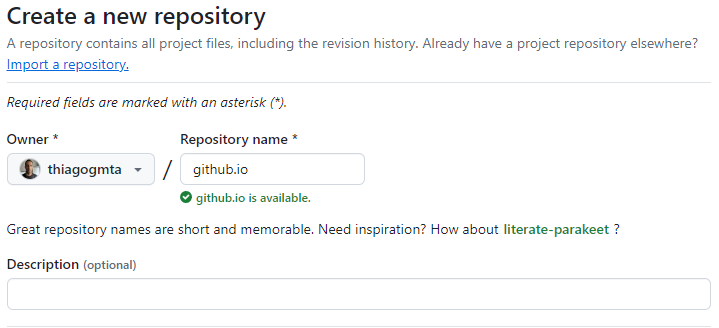 Create a new repository
A repository contains all project files, including the revision history. Already have a project repository elsewhere?
Import a repository.
Required fields are marked with an asterisk (*).
Owner * Repository name *
thiagogmta / github.io
github.io is available.
Great repository names are short and memorable. Need inspiration? How about literate-parakeet ?
Description (optional)